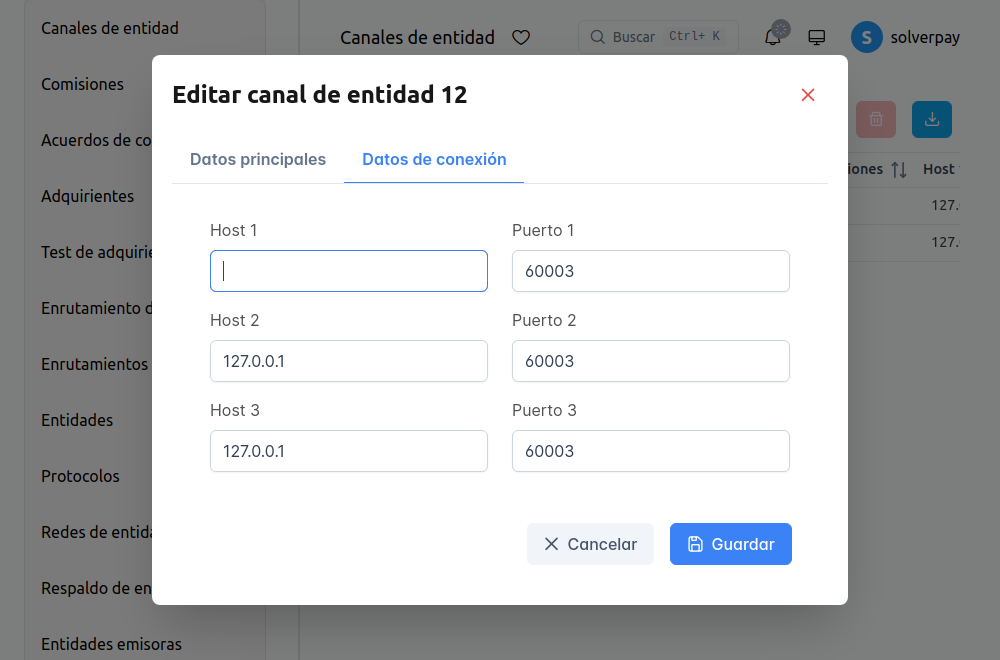 Canales de entidad
Comisiones
Acuerdos de co
Adquirientes
Test de adquirie
Enrutamiento d
Enrutamientos
Entidades
Protocolos
Redes de entida
Respaldo de en
Entidades emisoras
Canales de entidad
Buscar Ctrl+ K
S solverpay
iones Host
127.
127.
Editar canal de entidad 12
Datos principales Datos de conexión
Host 1 Puerto 1
60003
Host 2 Puerto 2
127.0.0.1 60003
Host 3 Puerto 3
127.0.0.1 60003
Cancelar Guardar